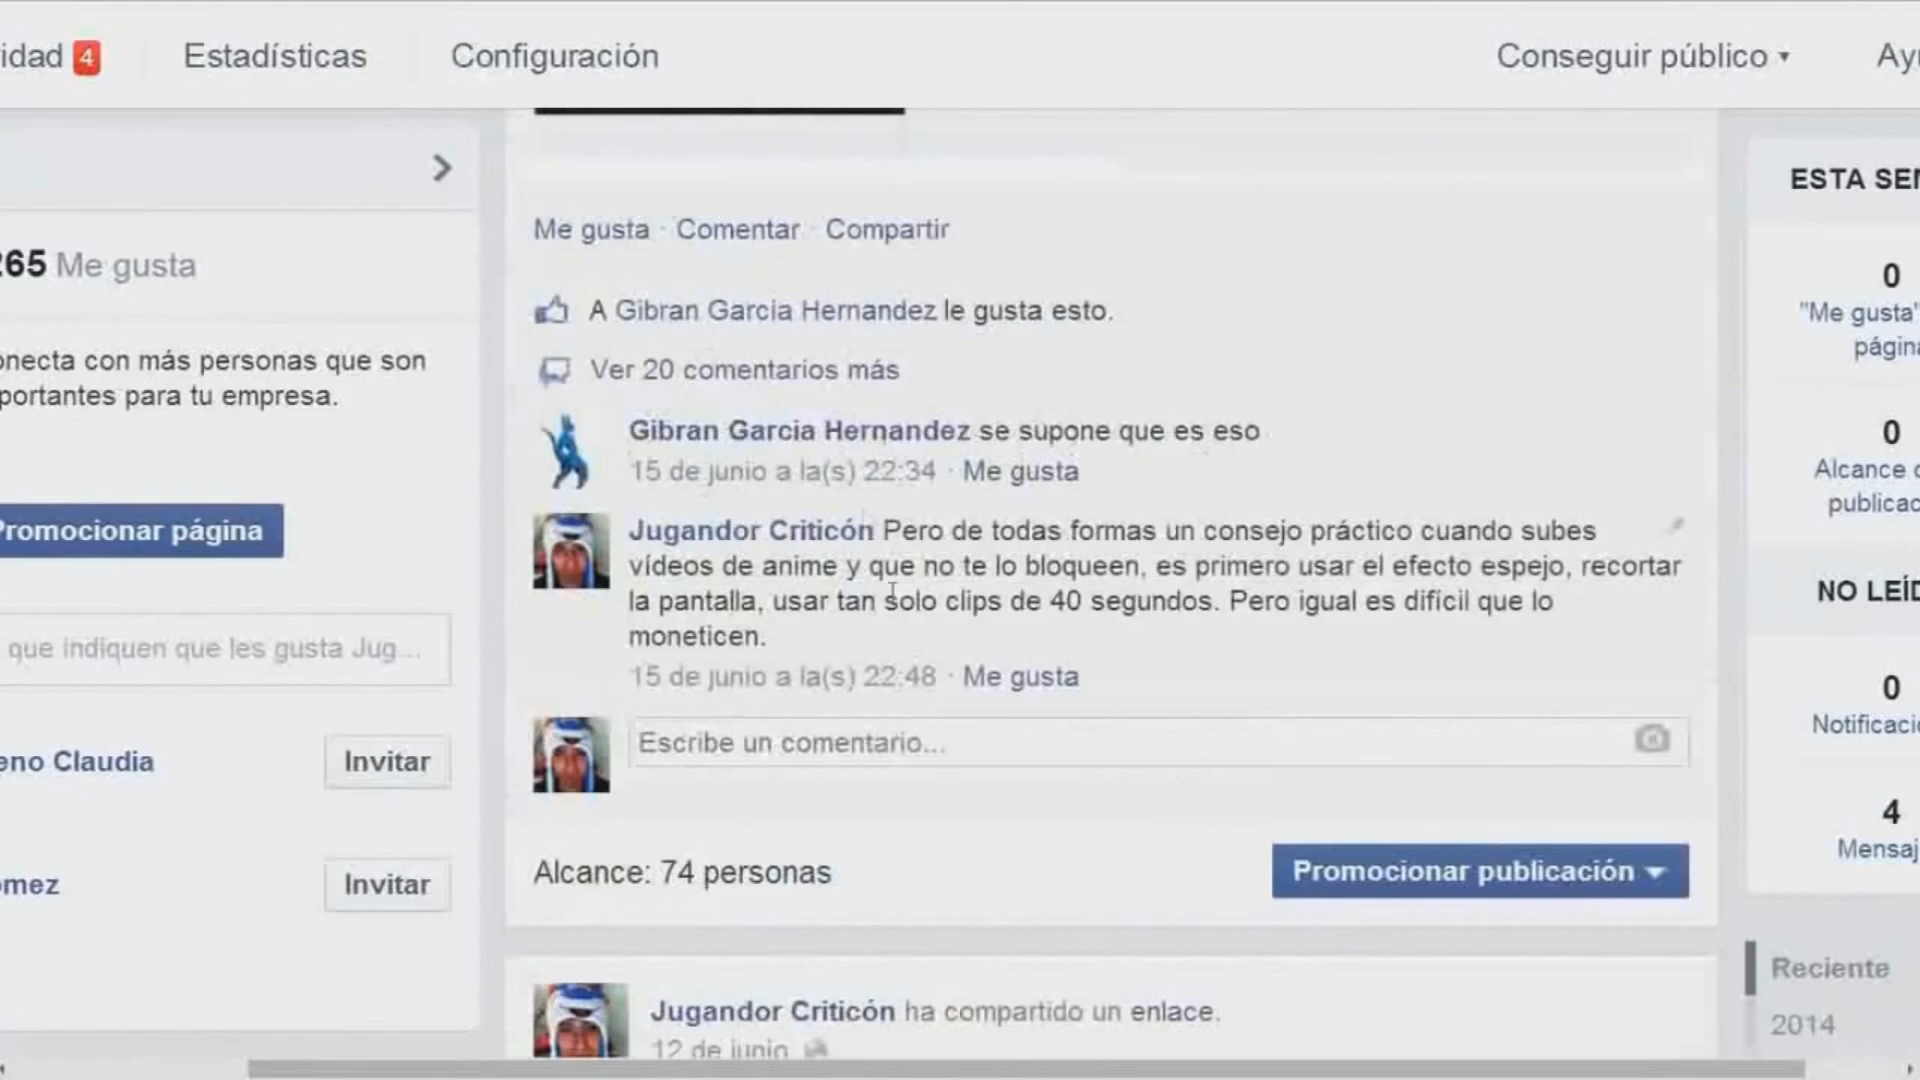 idad 4
Estadísticas
Configuración
Conseguir público
265 Me gusta
onecta con más personas que son
portantes para tu empresa.
Promocionar página
que indiquen que les gusta Jug...
eno Claudia
Invitar
omez
Invitar
Me gusta · Comentar · Compartir
A Gibran Garcia Hernandez le gusta esto.
Ver 20 comentarios más
Gibran Garcia Hernandez se supone que es eso
15 de junio a la(s) 22:34 · Me gusta
Jugandor Criticón Pero de todas formas un consejo práctico cuando subes
vídeos de anime y que no te lo bloqueen, es primero usar el efecto espejo, recortar
la pantalla, usar tan solo clips de 40 segundos. Pero igual es difícil que lo
moneticen.
15 de junio a la(s) 22:48 · Me gusta
Escribe un comentario...
Alcance: 74 personas
Promocionar publicación
Jugandor Criticón ha compartido un enlace.
12 de junio
ESTA SEM
0
"Me gusta"
página
0
Alcance d
publicac
NO LEÍD
0
Notificacio
4
Mensaj
Reciente
2014